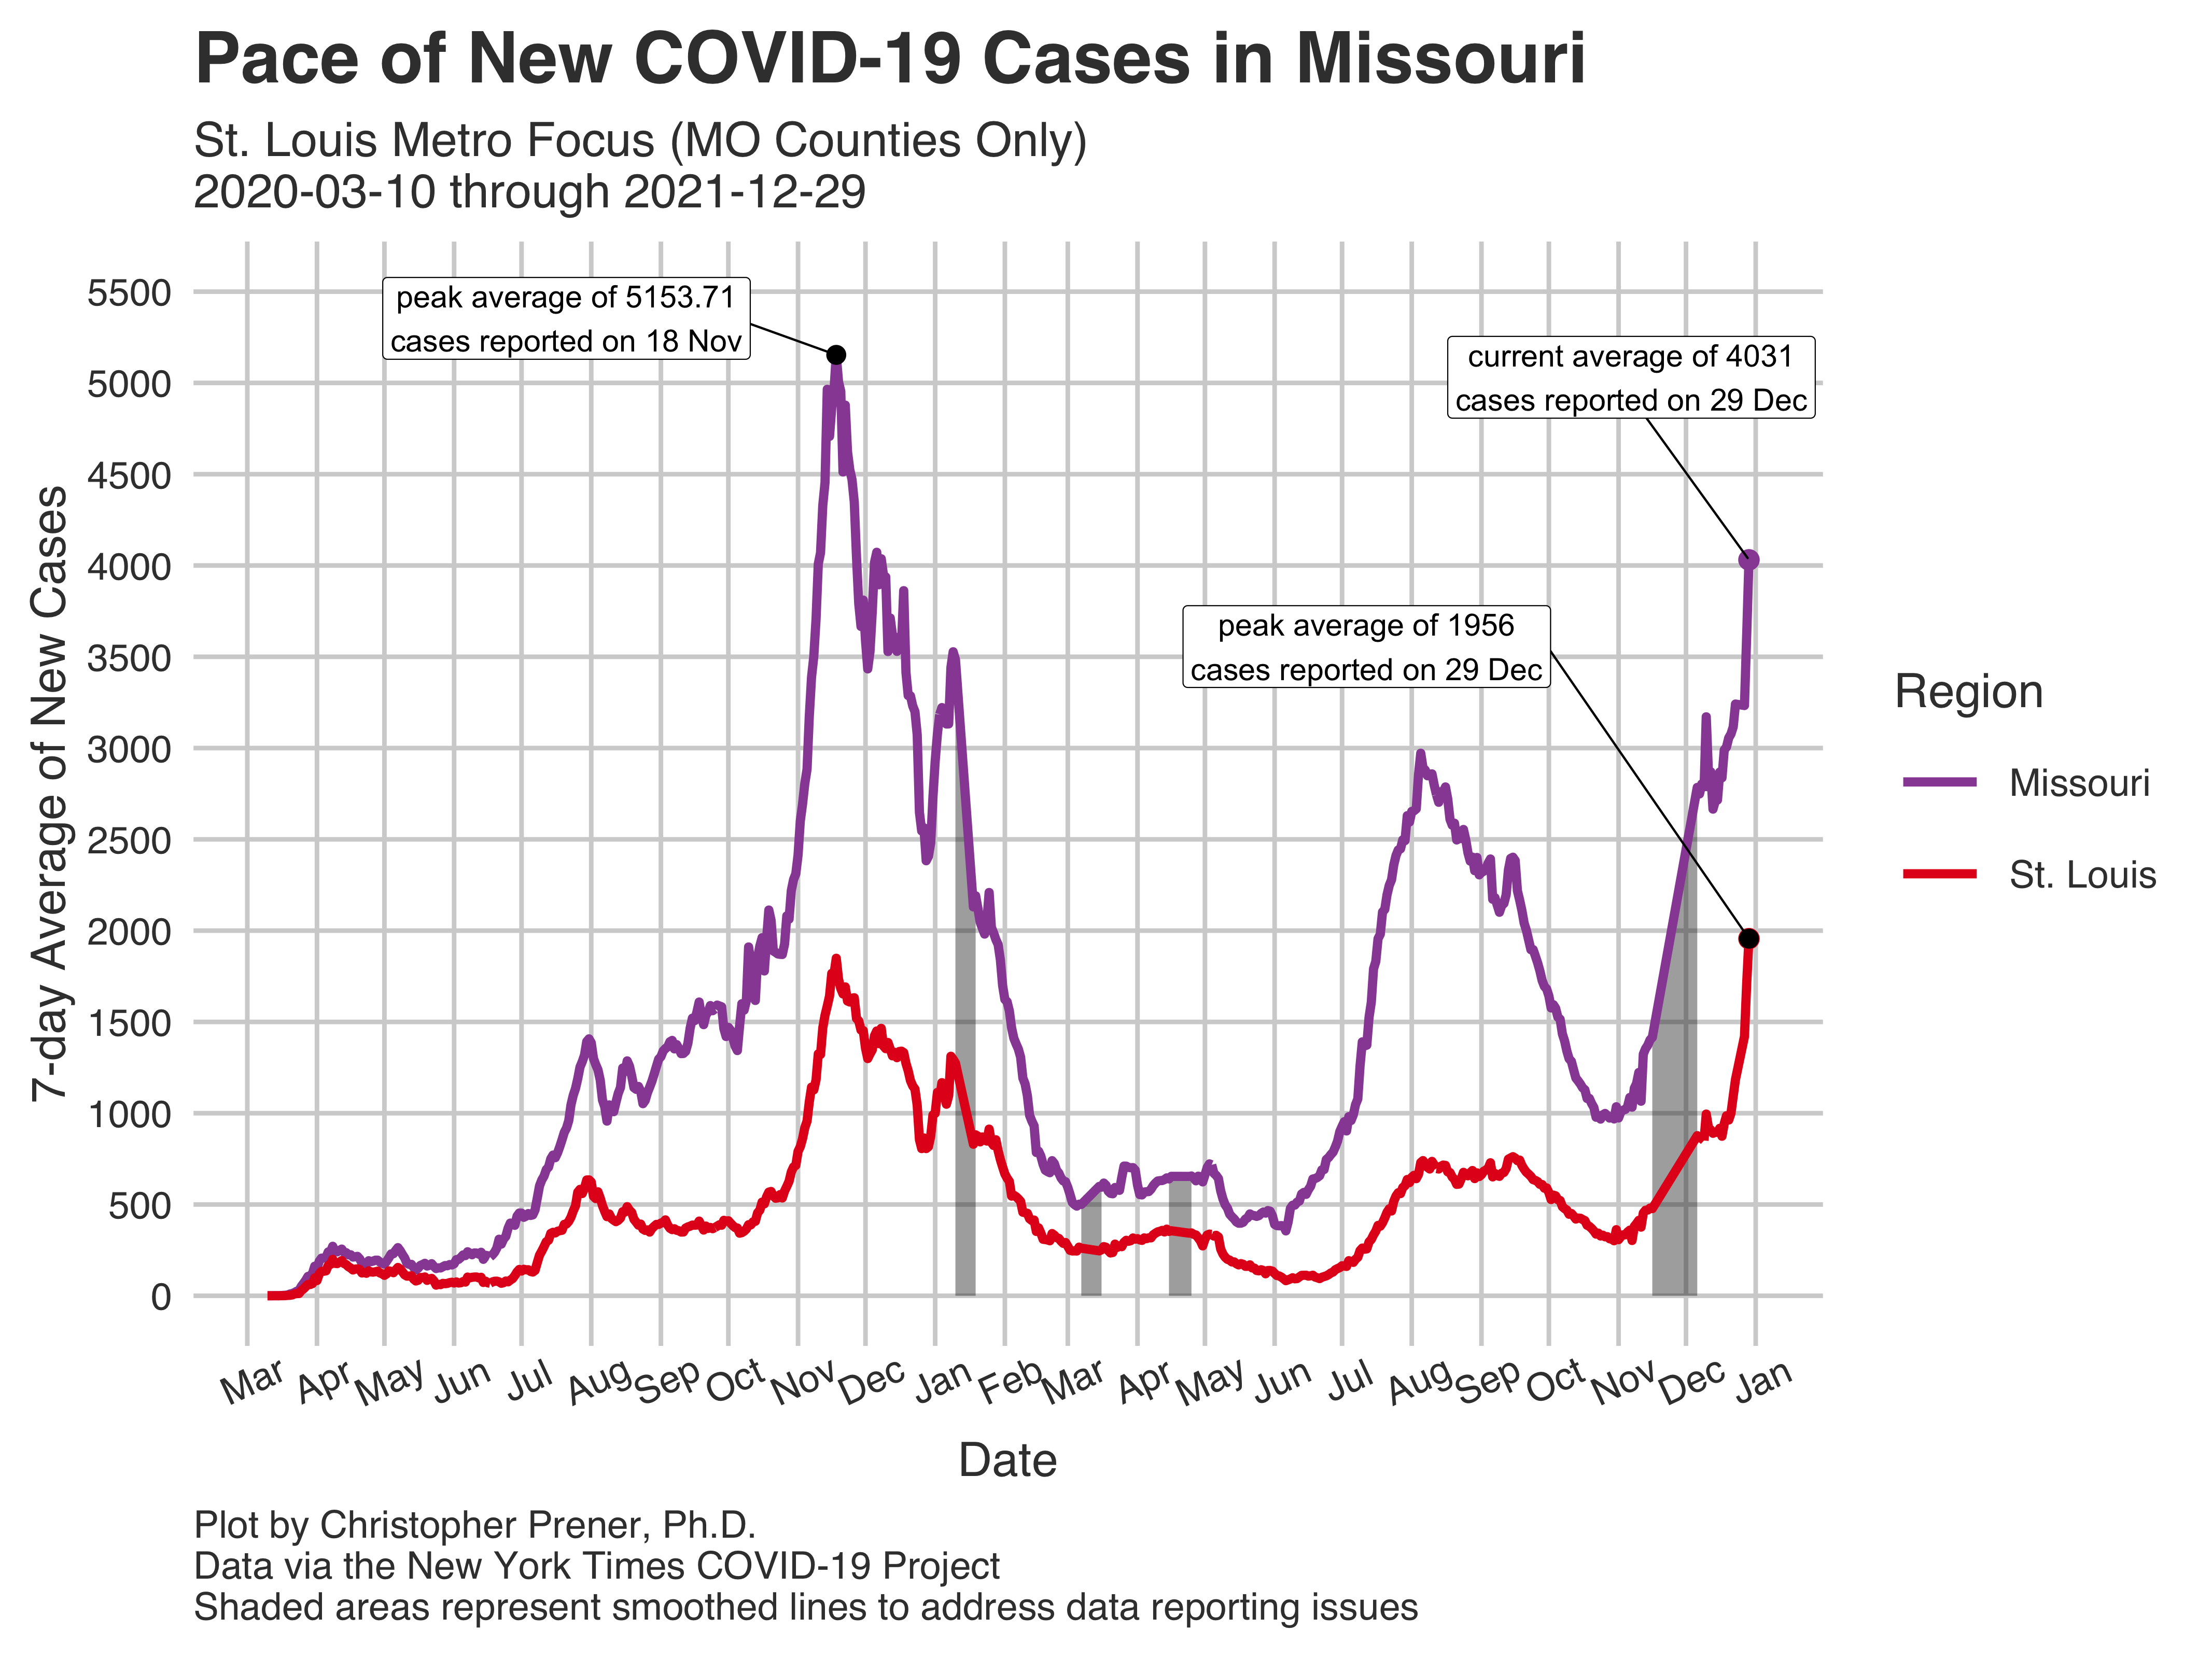 Pace of New COVID-19 Cases in Missouri
St. Louis Metro Focus (MO Counties Only)
2020-03-10 through 2021-12-29
7-day Average of New Cases
5500
5000
4500
4000
3500
3000
2500
2000
1500
1000
500
0
peak average of 5153.71
cases reported on 18 Nov
current average of 4031
cases reported on 29 Dec
peak average of 1956
cases reported on 29 Dec
Region
Missouri
St. Louis
Mar Apr May Jun Jul Aug Sep Oct Nov Dec Jan Feb Mar Apr May Jun Jul Aug Sep Oct Nov Dec Jan
Date
Plot by Christopher Prener, Ph.D.
Data via the New York Times COVID-19 Project
Shaded areas represent smoothed lines to address data reporting issues